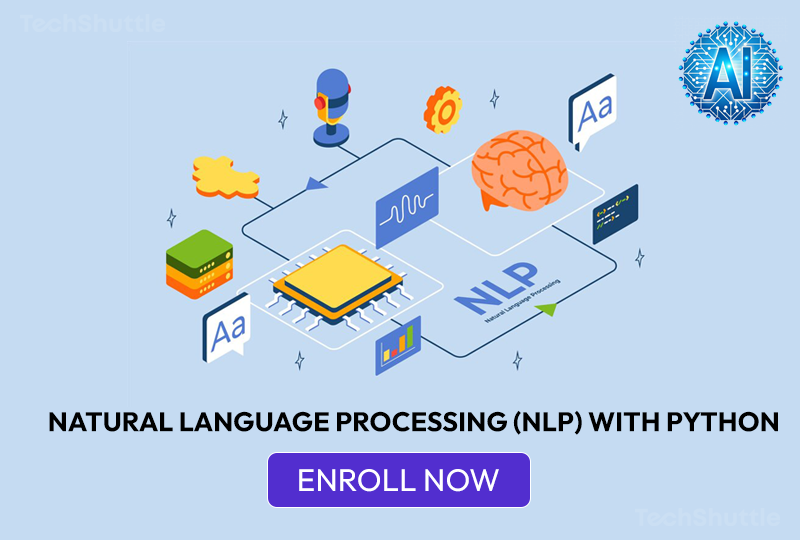 TechShuttle
AI
Aa
NLP
Natural Language Processing
Aa
NATURAL LANGUAGE PROCESSING (NLP) WITH PYTHON
ENROLL NOW
TechShuttle